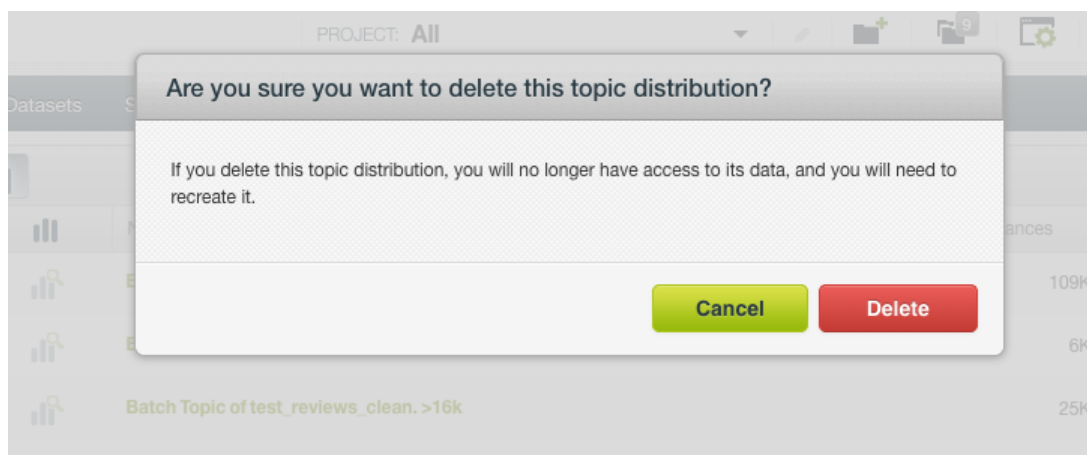 PROJECT: All
9
Are you sure you want to delete this topic distribution?
Datasets
If you delete this topic distribution, you will no longer have access to its data, and you will need to
recreate it.
109K
Cancel
Delete
6K
Batch Topic of test_reviews_clean. >16k
25K